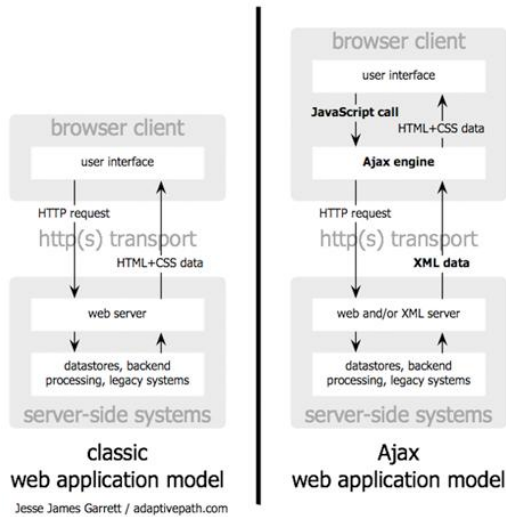 browser client
user interface
HTTP request
http(s) transport
HTML+CSS data
web server
datastores, backend
processing, legacy systems
server-side systems
classic
web application model
Jesse James Garrett / adaptivepath.com
browser client
user interface
JavaScript call
HTML+CSS data
Ajax engine
HTTP request
http(s) transport
XML data
web and/or XML server
datastores, backend
processing, legacy systems
server-side systems
Ajax
web application model